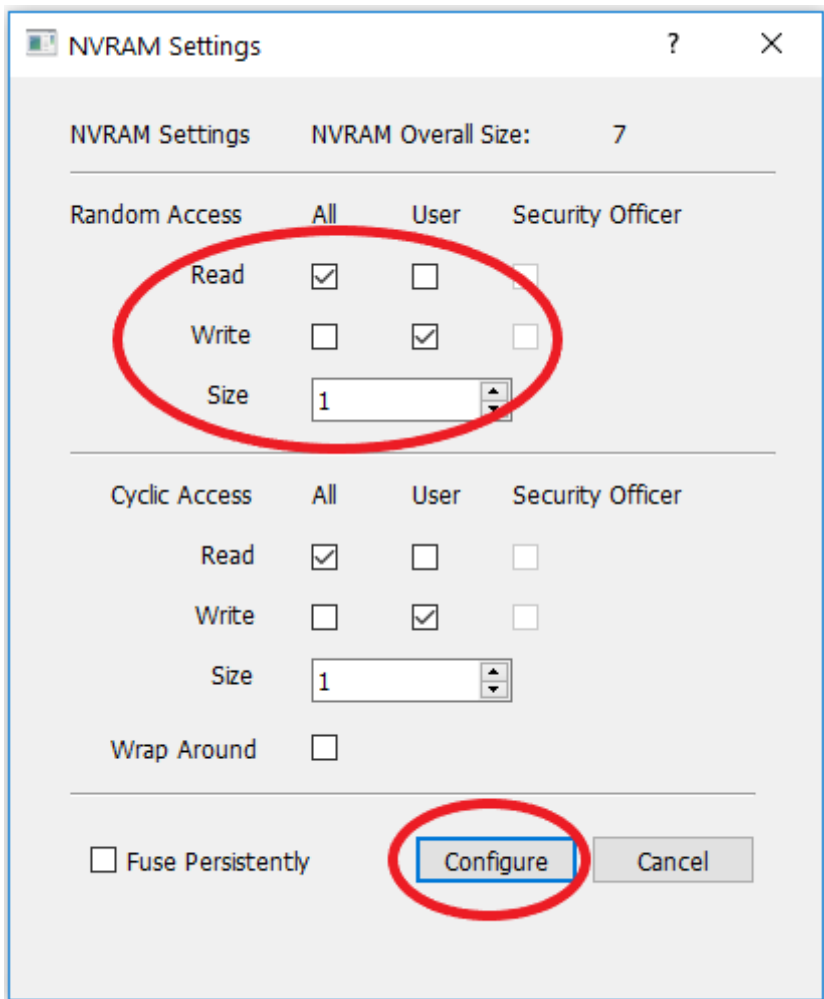 NVRAM Settings ?
NVRAM Settings NVRAM Overall Size: 7
Random Access All User Security Officer
Read
Write
Size 1
Cyclic Access All User Security Officer
Read
Write
Size 1
Wrap Around
Fuse Persistently Configure Cancel